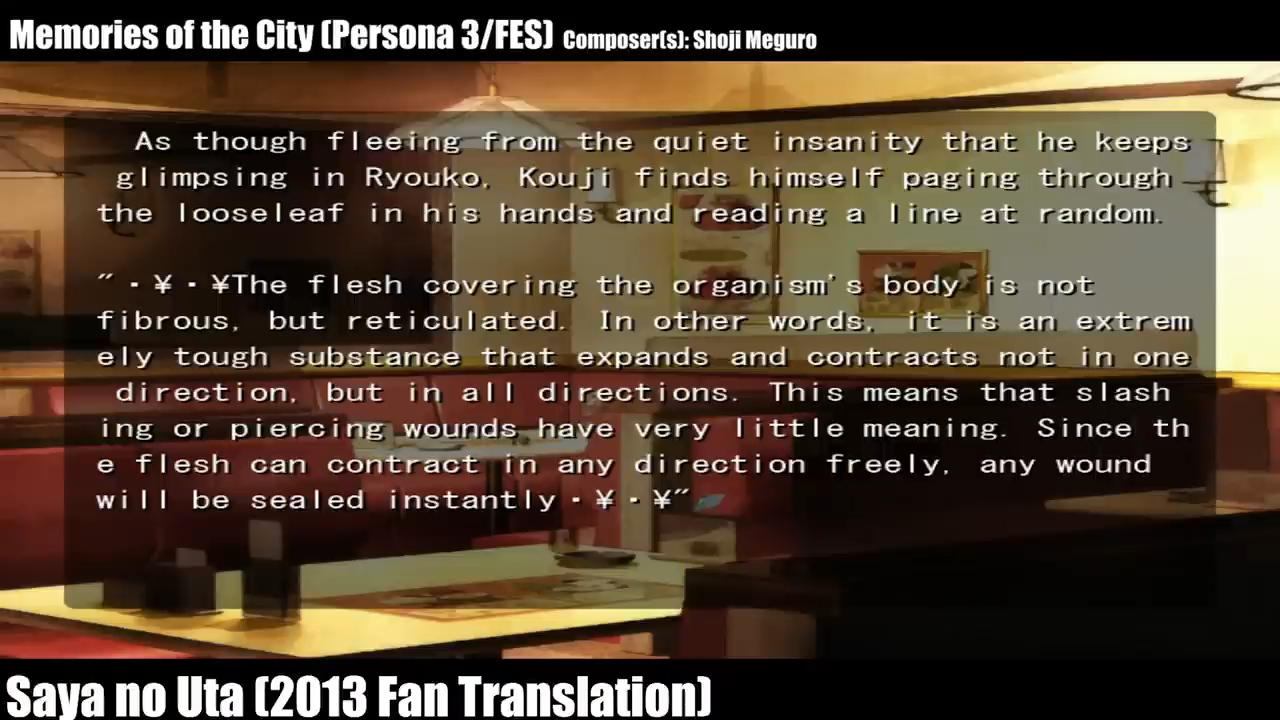 Memories of the City (Persona 3/FES) Composer(s): Shoji Meguro
As though fleeing from the quiet insanity that he keeps
glimpsing in Ryouko, Kouji finds himself paging through
the looseleaf in his hands and reading a line at random.
"・¥・¥The flesh covering the organism's body is not
fibrous, but reticulated. In other words, it is an extrem
ely tough substance that expands and contracts not in one
direction, but in all directions. This means that slash
ing or piercing wounds have very little meaning. Since th
e flesh can contract in any direction freely, any wound
will be sealed instantly・¥・¥"
Saya no Uta (2013 Fan Translation)